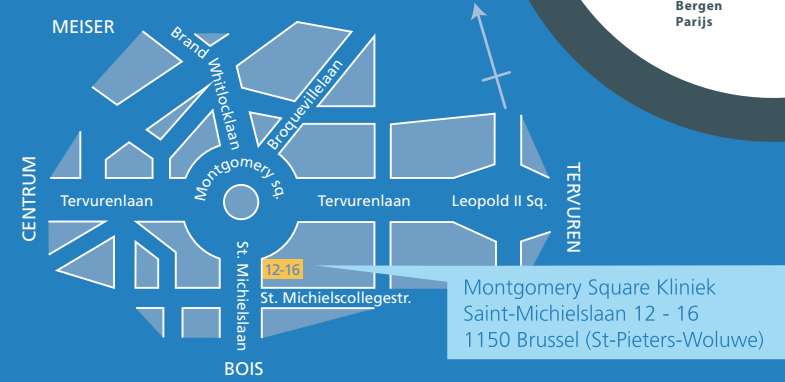 Bergen
Parijs
MEISER
Brand Whitlocklaan
Broquevillelaan
Montgomery sq.
CENTRUM
Tervurenlaan
Tervurenlaan
Leopold II Sq.
TERVUREN
St. Michielslaan
12-16
St. Michielscollegestr.
BOIS
Montgomery Square Kliniek
Saint-Michielslaan 12 - 16
1150 Brussel (St-Pieters-Woluwe)